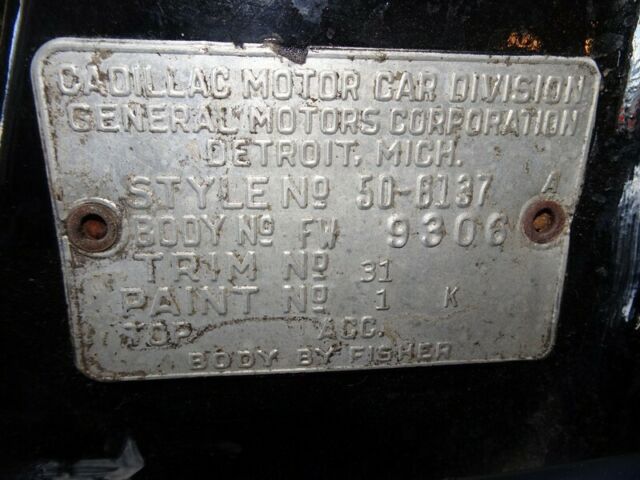 CADILLAC MOTOR CAR DIVISION
GENERAL MOTORS CORPORATION
DETROIT, MICH.
STYLE Nº 50-6137 A
BODY Nº FW 9306
TRIM Nº 31
PAINT Nº 1 K
TOP ACC.
BODY BY FISHER